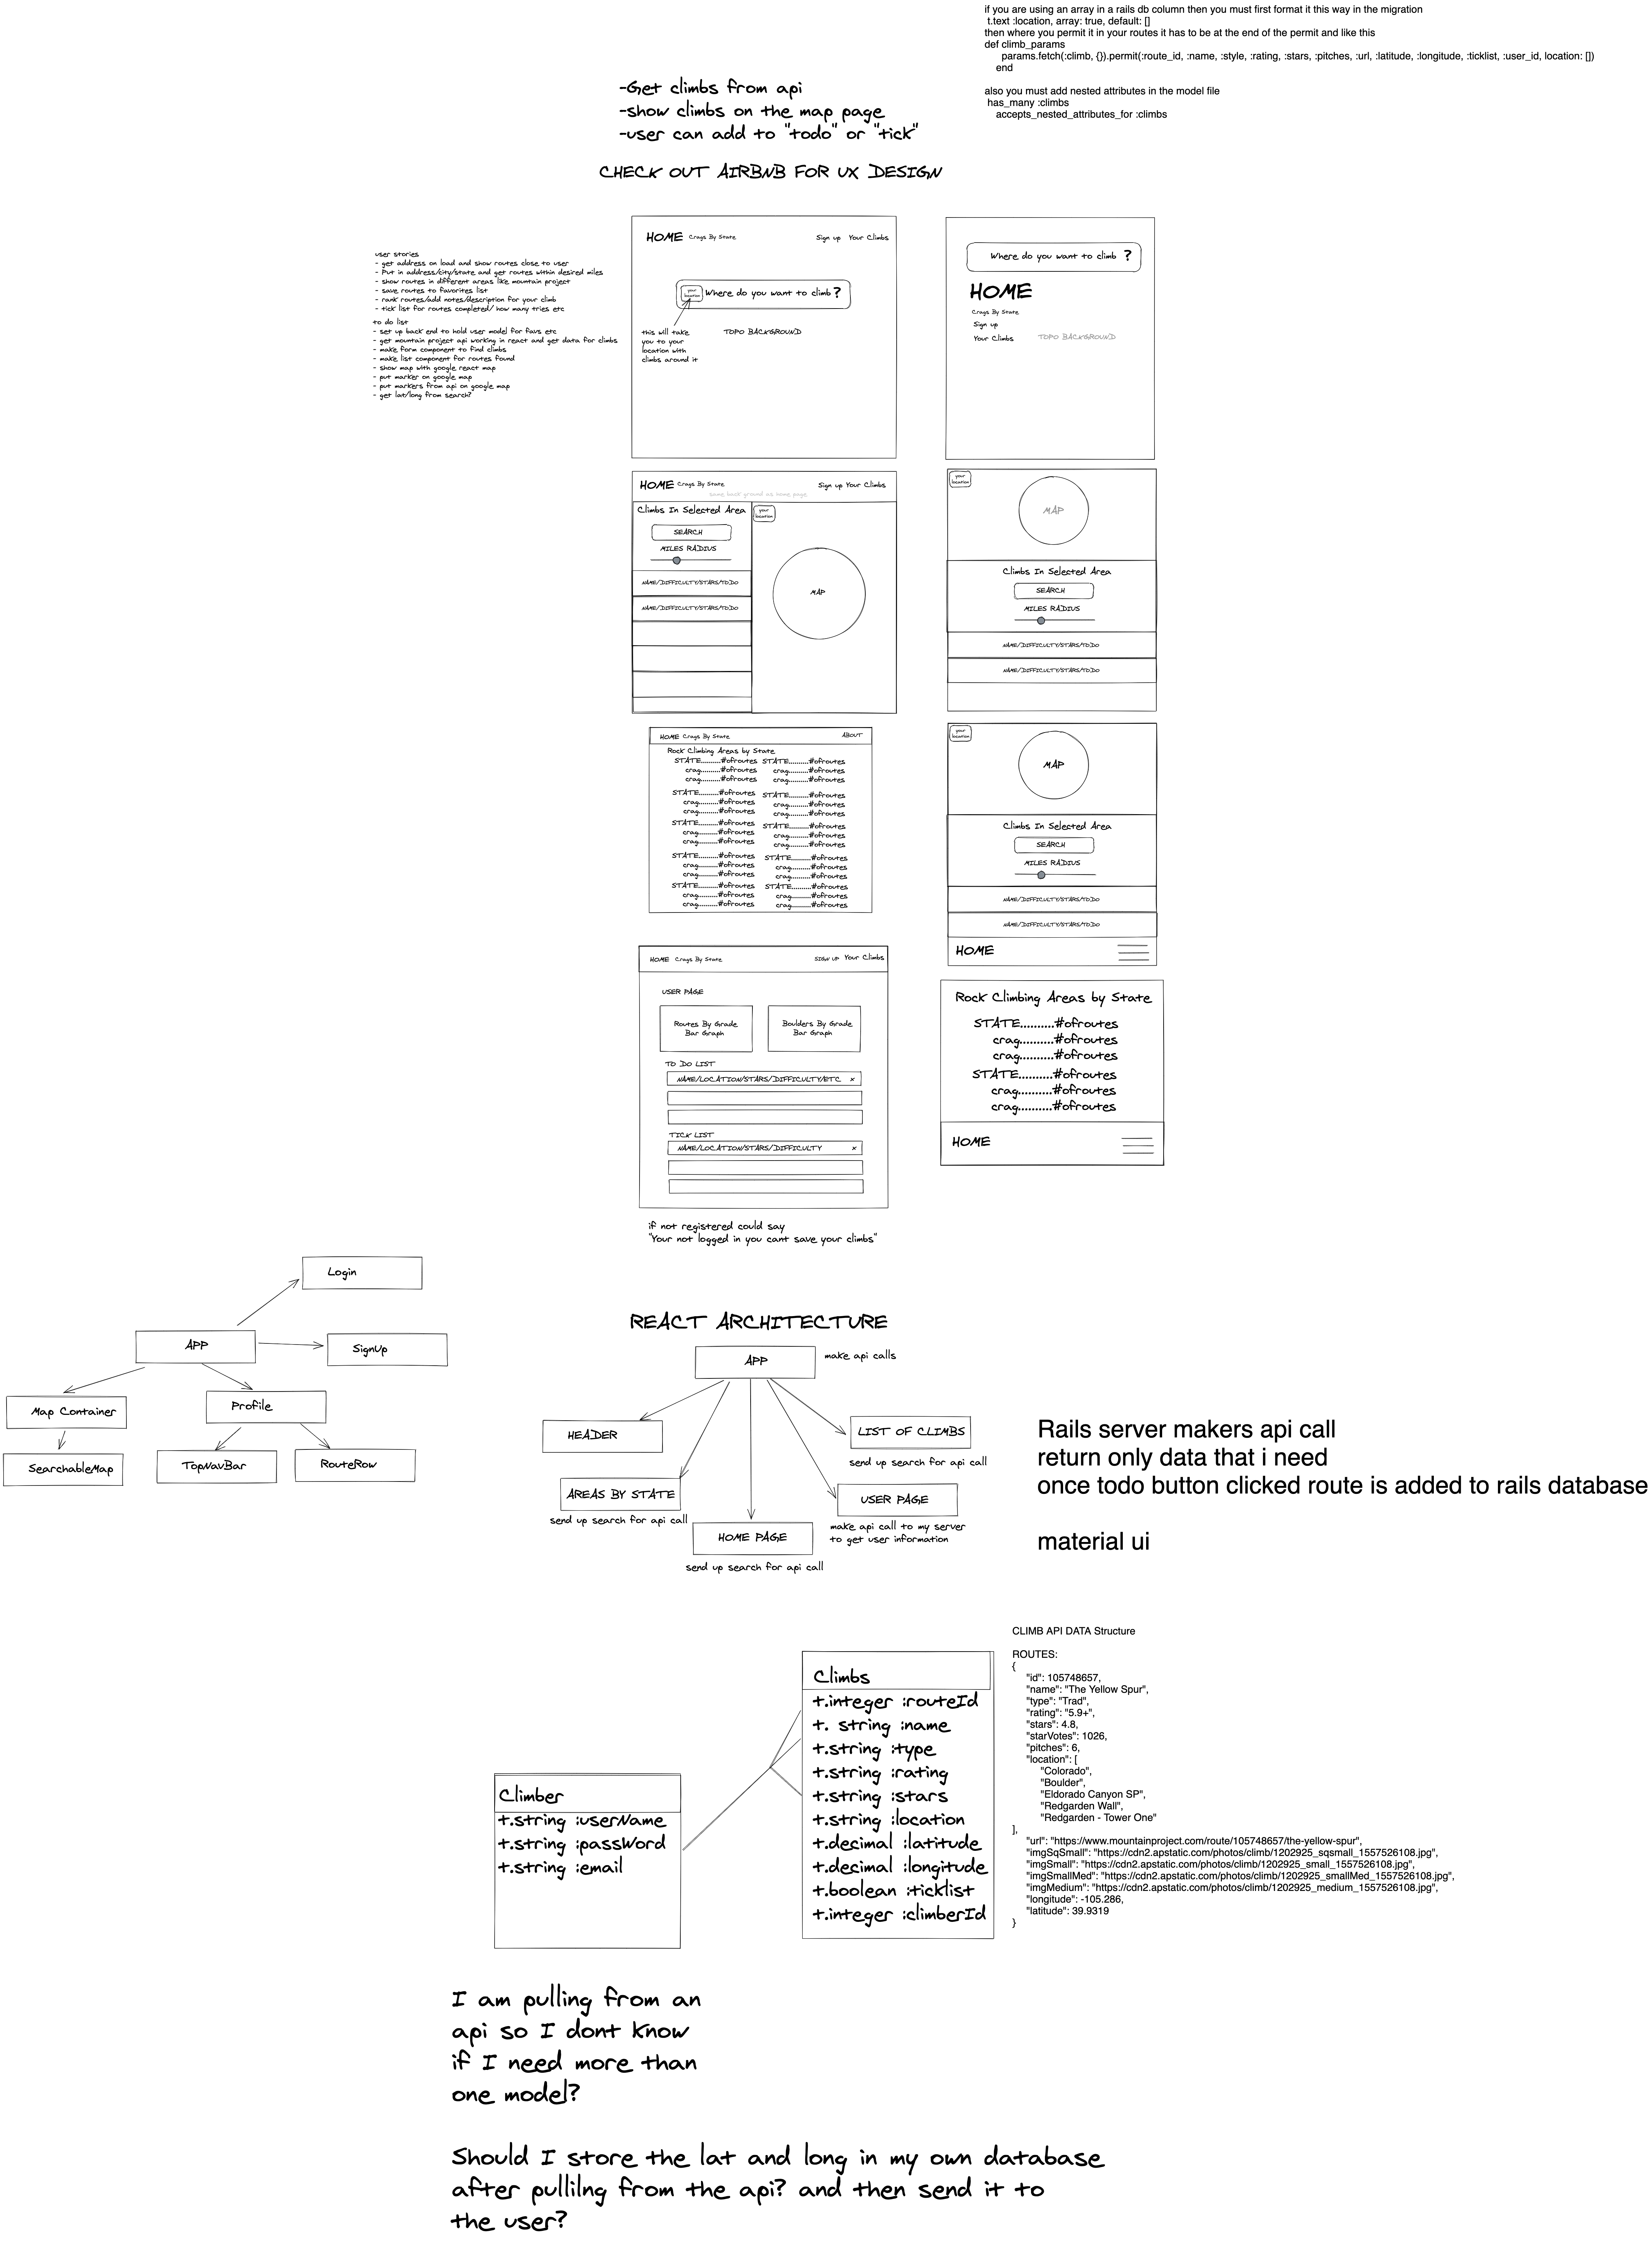 if you are using an array in a rails db column then you must first format it this way in the migration
t.text :location, array: true, default: []
then where you permit it in your routes it has to be at the end of the permit and like this
def climb_params
params.fetch(:climb, {}).permit(:route_id, :name, :style, :rating, :stars, :pitches, :url, :latitude, :longitude, :ticklist, :user_id, location: [])
end
also you must add nested attributes in the model file
has_many :climbs
accepts_nested_attributes_for :climbs
-Get climbs from api
-show climbs on the map page
-user can add to "todo" or "tick"
CHECK OUT AIRBNB FOR UX DESIGN
user stories
- get address on load and show routes close to user
- Put in address/city/state and get routes within desired miles
- show routes in different areas like mountain project
- save routes to favorites list
- rank routes/add notes/description for your climb
- tick list for routes completed/ how many tries etc
to do list
- set up back end to hold user model for favs etc
- get mountain project api working in react and get data for climbs
- make form component to find climbs
- make list component for routes found
- show map with google react map
- put marker on google map
- put markers from api on google map
- get lat/long from search?
HOME Crags By State Sign up Your Climbs
your
location
Where do you want to climb ?
this will take
you to your
location with
climbs around it
TOPO BACKGROUND
Where do you want to climb ?
HOME
Crags By State
Sign up
Your Climbs
TOPO BACKGROUND
HOME Crags By State Sign up Your Climbs
same back ground as home page
Climbs In Selected Area
SEARCH
MILES RADIUS
NAME/DIFFICULTY/STARS/TODO
NAME/DIFFICULTY/STARS/TODO
your
location
MAP
your
location
MAP
Climbs In Selected Area
SEARCH
MILES RADIUS
NAME/DIFFICULTY/STARS/TODO
NAME/DIFFICULTY/STARS/TODO
HOME Crags By State ABOUT
Rock Climbing Areas by State
STATE.........#ofroutes STATE.........#ofroutes
crag.........#ofroutes crag.........#ofroutes
crag.........#ofroutes crag.........#ofroutes
STATE.........#ofroutes STATE.........#ofroutes
crag.........#ofroutes crag.........#ofroutes
crag.........#ofroutes crag.........#ofroutes
STATE.........#ofroutes STATE.........#ofroutes
crag.........#ofroutes crag.........#ofroutes
crag.........#ofroutes crag.........#ofroutes
STATE.........#ofroutes STATE.........#ofroutes
crag.........#ofroutes crag.........#ofroutes
crag.........#ofroutes crag.........#ofroutes
STATE.........#ofroutes STATE.........#ofroutes
crag.........#ofroutes crag.........#ofroutes
crag.........#ofroutes crag.........#ofroutes
your
location
MAP
Climbs In Selected Area
SEARCH
MILES RADIUS
NAME/DIFFICULTY/STARS/TODO
NAME/DIFFICULTY/STARS/TODO
HOME
HOME Crags By State SIGN UP Your Climbs
USER PAGE
Routes By Grade
Bar Graph
Boulders By Grade
Bar Graph
TO DO LIST
NAME/LOCATION/STARS/DIFFICULTY/ETC x
TICK LIST
NAME/LOCATION/STARS/DIFFICULTY x
if not registered could say
"Your not logged in you cant save your climbs"
Rock Climbing Areas by State
STATE..........#ofroutes
crag..........#ofroutes
crag..........#ofroutes
STATE..........#ofroutes
crag..........#ofroutes
crag..........#ofroutes
HOME
Login
APP
SignUp
Map Container
Profile
SearchableMap
TopNavBar
RouteRow
REACT ARCHITECTURE
APP
make api calls
HEADER
LIST OF CLIMBS
send up search for api call
AREAS BY STATE
send up search for api call
USER PAGE
make api call to my server
to get user information
HOME PAGE
send up search for api call
Rails server makers api call
return only data that i need
once todo button clicked route is added to rails database
material ui
Climber
t.string :userName
t.string :passWord
t.string :email
Climbs
t.integer :routeId
t. string :name
t.string :type
t.string :rating
t.string :stars
t.string :location
t.decimal :latitude
t.decimal :longitude
t.boolean :ticklist
t.integer :climberId
CLIMB API DATA Structure
ROUTES:
{
"id": 105748657,
"name": "The Yellow Spur",
"type": "Trad",
"rating": "5.9+",
"stars": 4.8,
"starVotes": 1026,
"pitches": 6,
"location": [
"Colorado",
"Boulder",
"Eldorado Canyon SP",
"Redgarden Wall",
"Redgarden - Tower One"
],
"url": "https://www.mountainproject.com/route/105748657/the-yellow-spur",
"imgSqSmall": "https://cdn2.apstatic.com/photos/climb/1202925_sqsmall_1557526108.jpg",
"imgSmall": "https://cdn2.apstatic.com/photos/climb/1202925_small_1557526108.jpg",
"imgSmallMed": "https://cdn2.apstatic.com/photos/climb/1202925_smallMed_1557526108.jpg",
"imgMedium": "https://cdn2.apstatic.com/photos/climb/1202925_medium_1557526108.jpg",
"longitude": -105.286,
"latitude": 39.9319
}
I am pulling from an
api so I dont know
if I need more than
one model?
Should I store the lat and long in my own database
after pullilng from the api? and then send it to
the user?